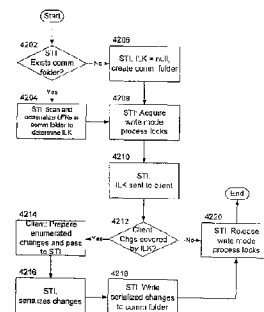 Start
4202
STI:
Exists comm
folder?
No
4206
STI, ILK = null,
create comm folder
Yes
4204
STI Scan and
comm folder to
determine ILK
4208
STI: Acquire
write mode
process locks
4210
STI,
ILK sent to client
4212
Client
Chgs covered
by ILK?
Yes
No
4214
Client: Prepare
enumerated
changes and pass
to STI
4216
STI,
serializes changes
4218
STI: Write
serialized changes
to comm folder
4220
STI: Release
write mode
process locks
End